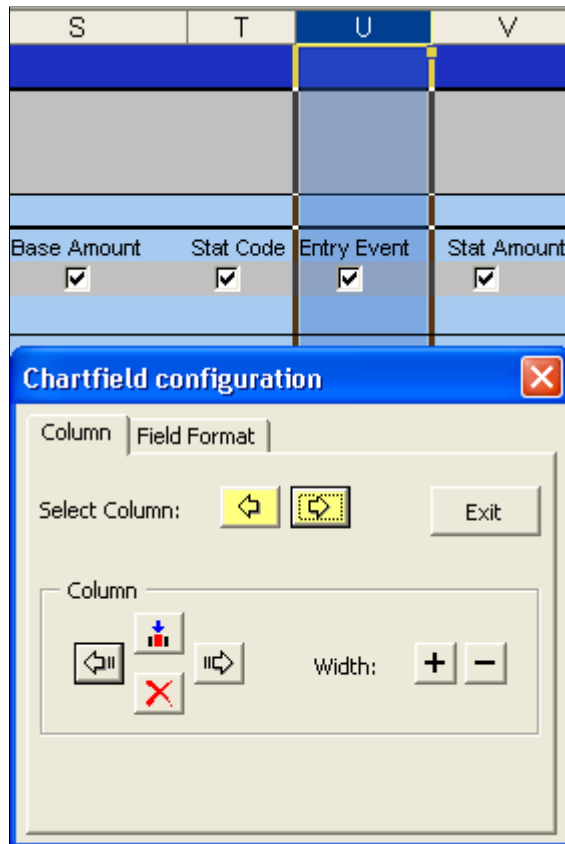 S T U V
Base Amount Stat Code Entry Event Stat Amount
Chartfield configuration
Column Field Format
Select Column: Exit
Column
Width: + −